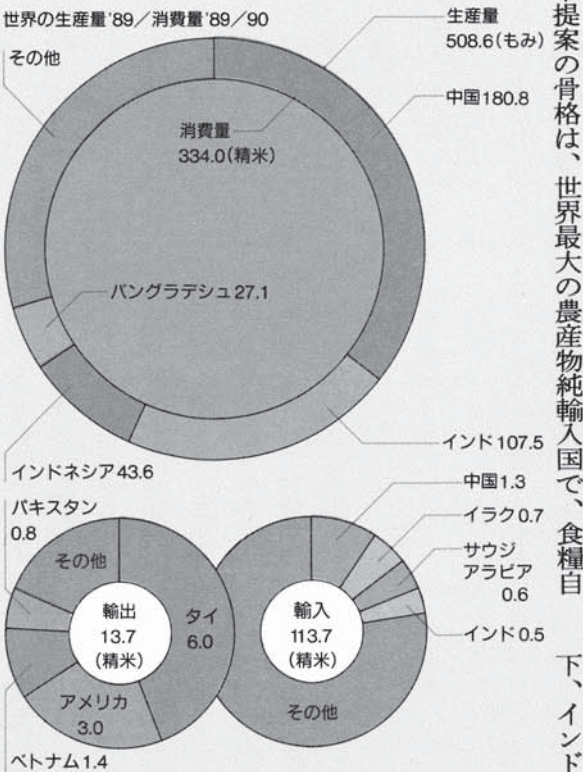 世界の生産量'89／消費量'89／90
その他
生産量
508.6(もみ)
中国180.8
消費量
334.0(精米)
バングラデシュ27.1
インド107.5
インドネシア43.6
パキスタン
0.8
その他
輸出
13.7
(精米)
タイ
6.0
アメリカ
3.0
ベトナム1.4
中国1.3
イラク0.7
サウジ
アラビア
0.6
インド0.5
輸入
113.7
(精米)
その他
提案の骨格は、世界最大の農産物純輸入国で、食糧自
下、インド